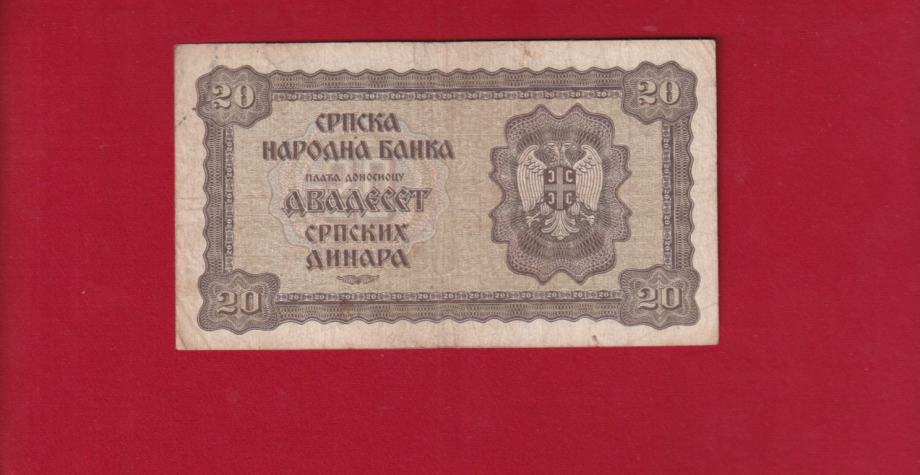 20 20
СРПСКА
НАРОДНА БАНКА
ПЛАТА ДОНОСИОЦУ
ДВАДЕСЕТ
СРПСКИХ
ДИНАРА
20 20